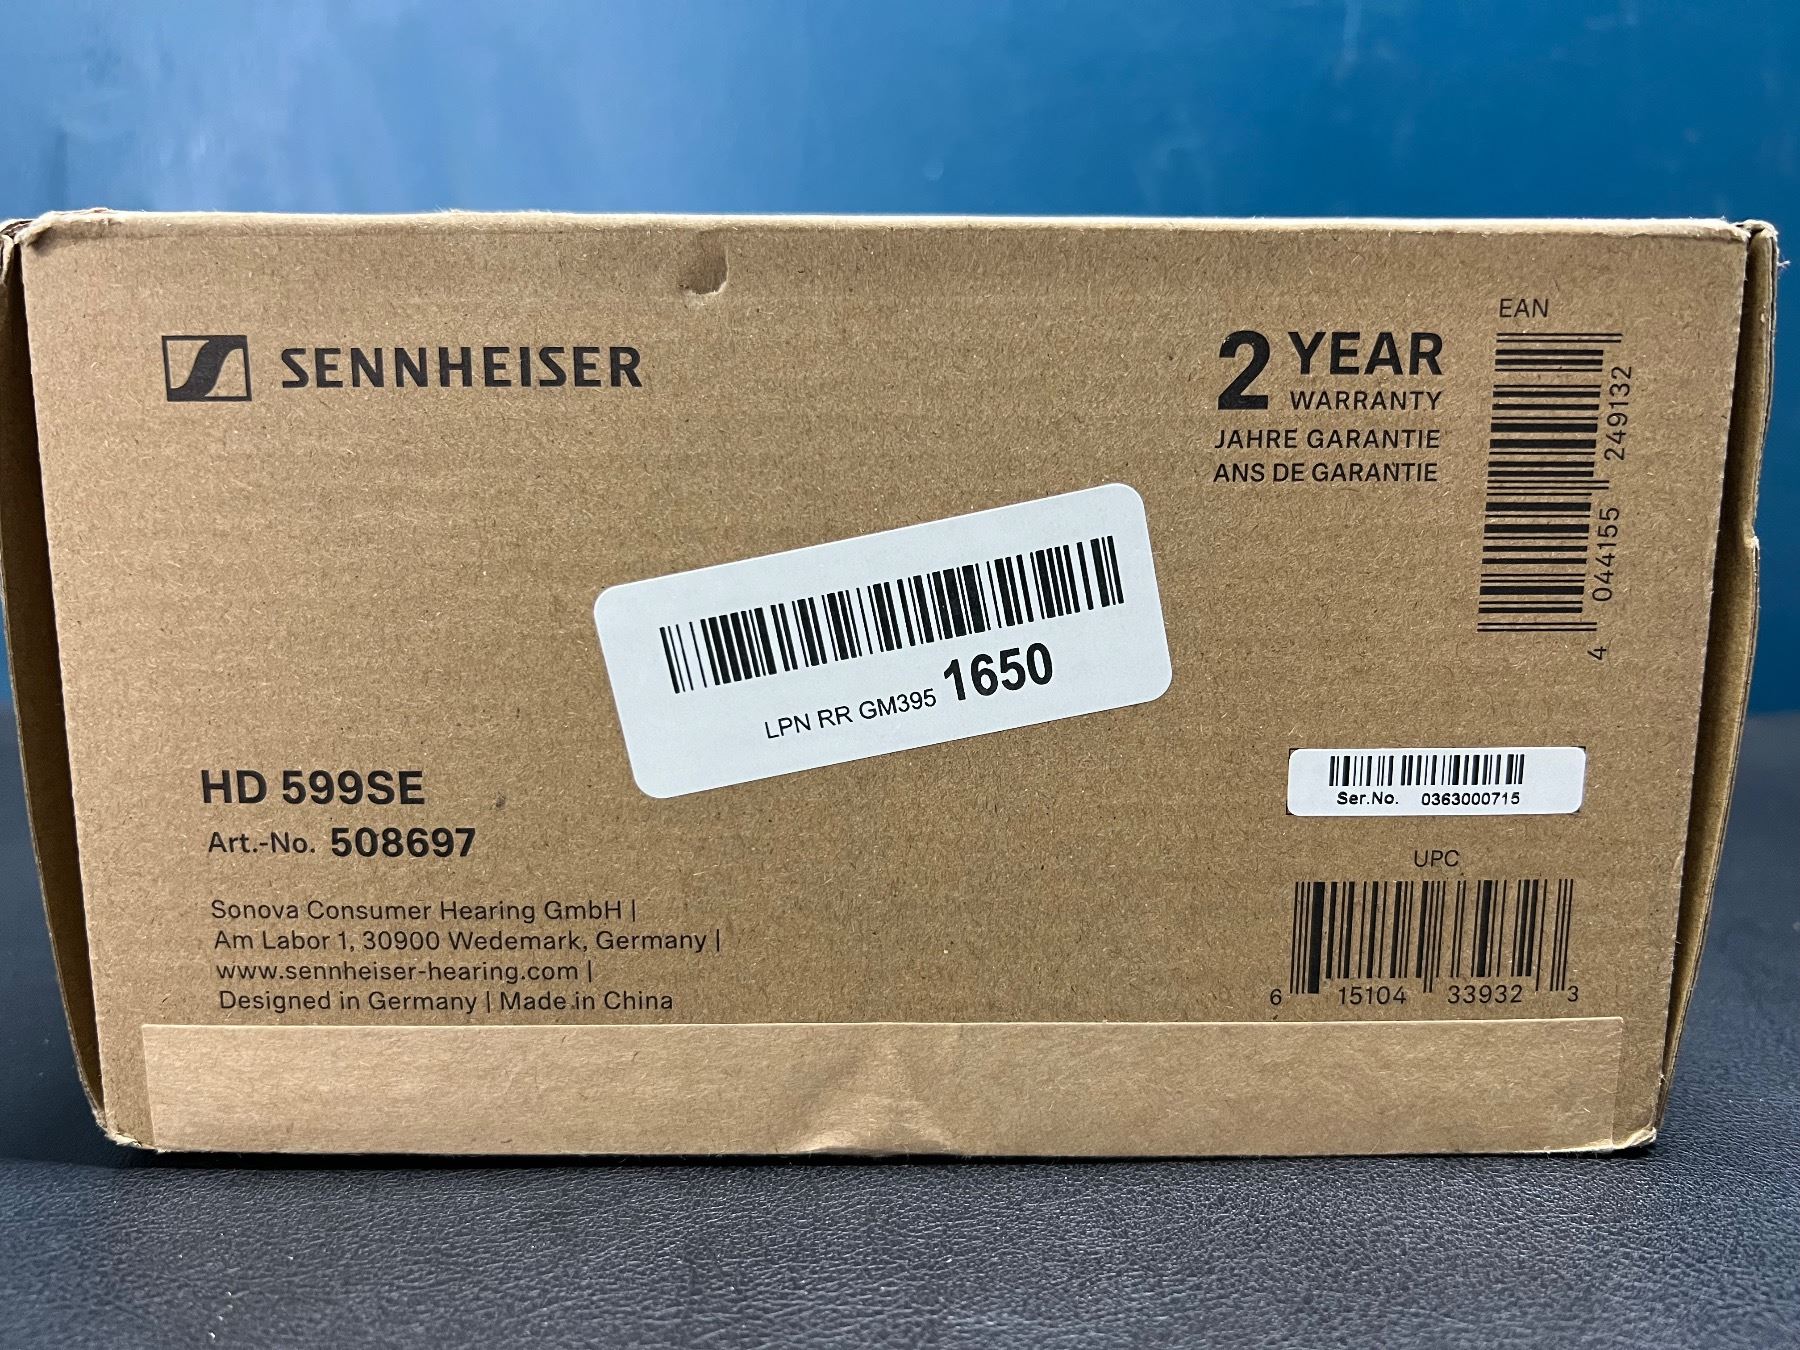 SENNHEISER
2 YEAR
WARRANTY
JAHRE GARANTIE
ANS DE GARANTIE
EAN
4 044155 249132
LPN RR GM395 1650
HD 599SE
Art.-No. 508697
Ser.No. 0363000715
Sonova Consumer Hearing GmbH |
Am Labor 1, 30900 Wedemark, Germany |
www.sennheiser-hearing.com |
Designed in Germany | Made in China
UPC
6 15104 33932 3